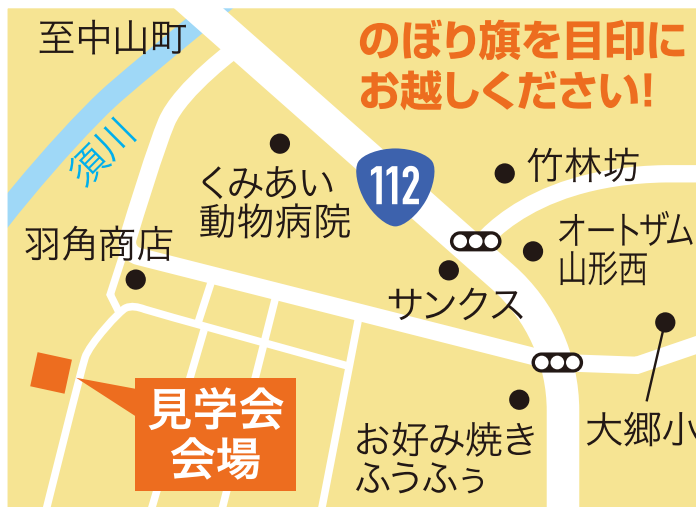 至中山町
のぼり旗を目印に
お越しください!
須川
くみあい
動物病院
112
竹林坊
オートザム
山形西
羽角商店
サンクス
見学会
会場
お好み焼き
ふうふぅ
大郷小